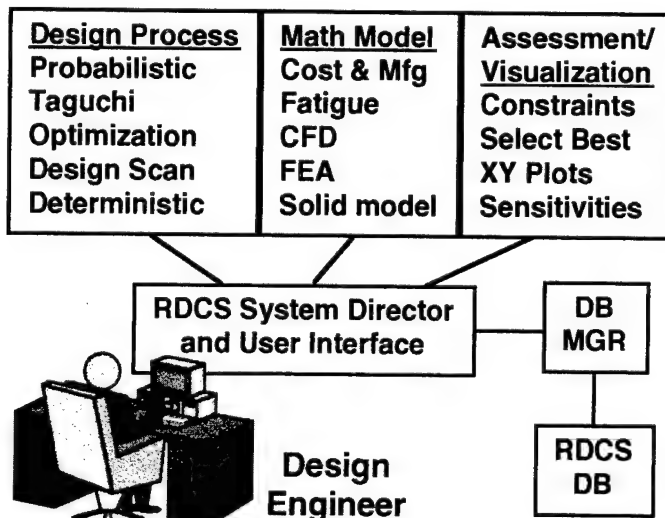 Design Process
Probabilistic
Taguchi
Optimization
Design Scan
Deterministic
Math Model
Cost & Mfg
Fatigue
CFD
FEA
Solid model
Assessment/
Visualization
Constraints
Select Best
XY Plots
Sensitivities
RDCS System Director
and User Interface
DB
MGR
RDCS
DB
Design
Engineer